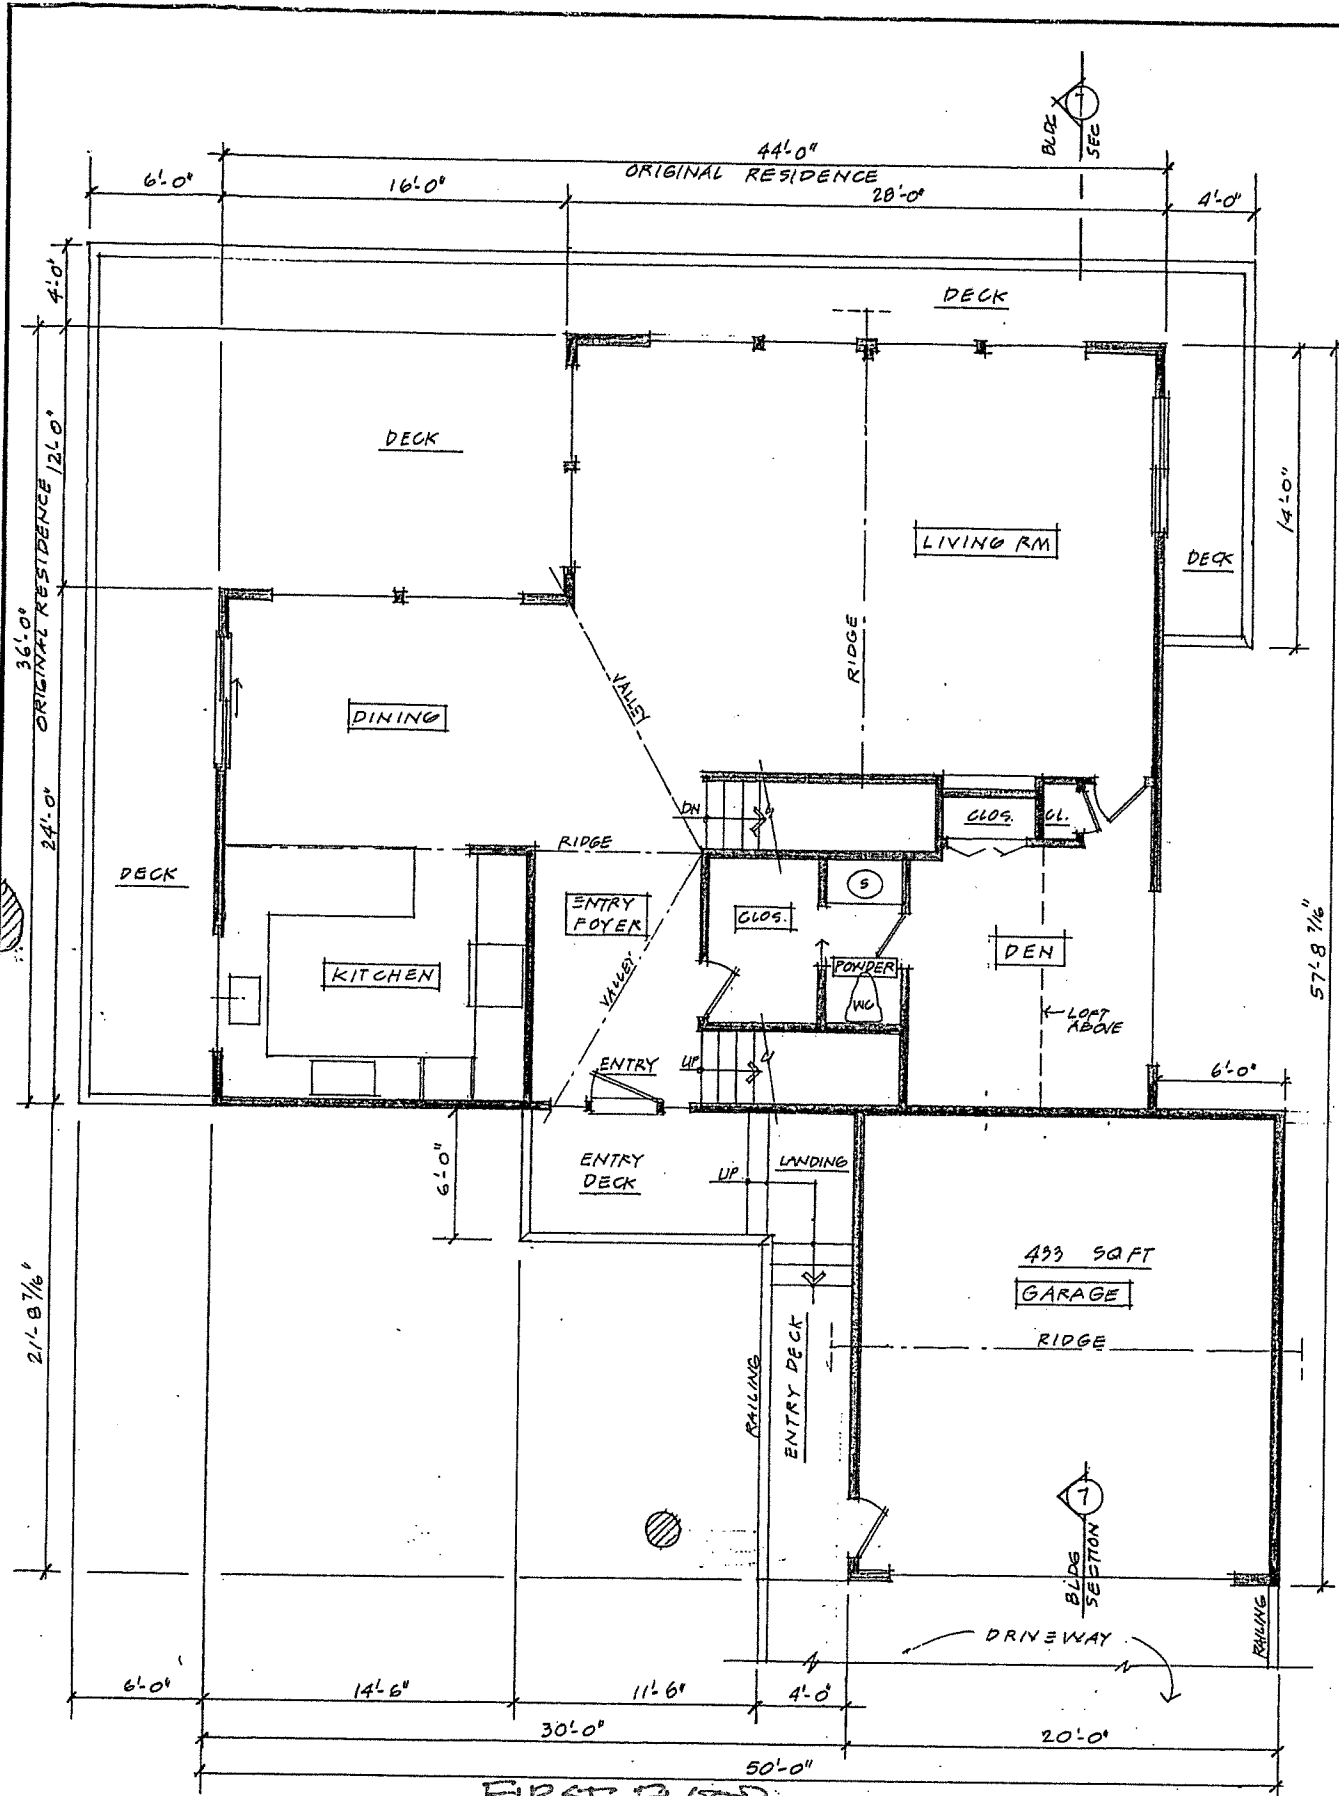 BLDG
SEC
44'-0"
ORIGINAL RESIDENCE
6'-0"
16'-0"
28'-0"
4'-0"
4'-0"
DECK
DECK
12'-0"
36'-0"
ORIGINAL RESIDENCE
14'-0"
LIVING RM
DECK
RIDGE
VALLEY
DINING
24'-0"
DN
CLOS.
CL.
RIDGE
DECK
ENTRY
FOYER
CLOS.
S
DEN
KITCHEN
VALLEY
POWDER
WC
57'-8 7/16"
LOFT
ABOVE
ENTRY
UP
6'-0"
6'-0"
ENTRY
DECK
UP
LANDING
433 SQ FT
GARAGE
21'-8 7/16"
RIDGE
RAILING
ENTRY DECK
7
BLDG
SECTION
DRIVEWAY
RAILING
6'-0"
14'-6"
11'-6"
4'-0"
30'-0"
20'-0"
50'-0"